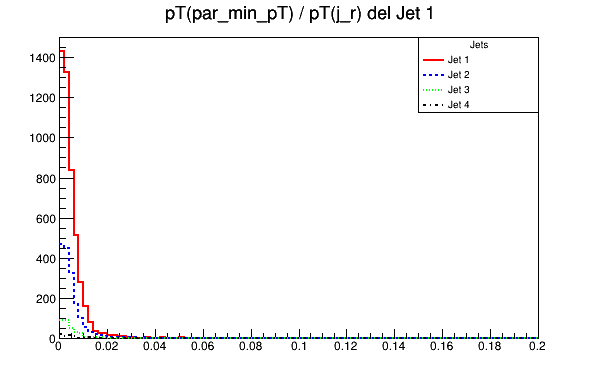 pT(par_min_pT) / pT(j_r) del Jet 1
Jets
Jet 1
Jet 2
Jet 3
Jet 4
1400
1200
1000
800
600
400
200
0
0 0.02 0.04 0.06 0.08 0.1 0.12 0.14 0.16 0.18 0.2